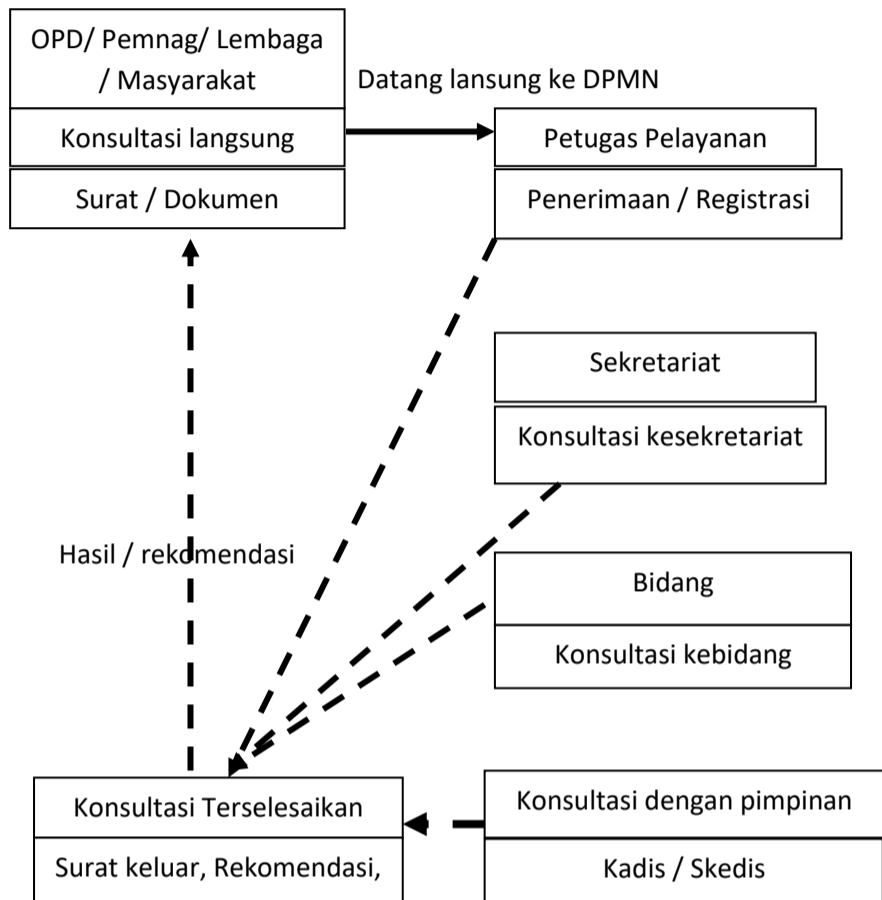 OPD/ Pemnag/ Lembaga
/ Masyarakat
Datang lansung ke DPMN
Konsultasi langsung
Petugas Pelayanan
Surat / Dokumen
Penerimaan / Registrasi
Sekretariat
Konsultasi kesekretariat
Hasil / rekomendasi
Bidang
Konsultasi kebidang
Konsultasi Terselesaikan
Konsultasi dengan pimpinan
Surat keluar, Rekomendasi,
Kadis / Skedis